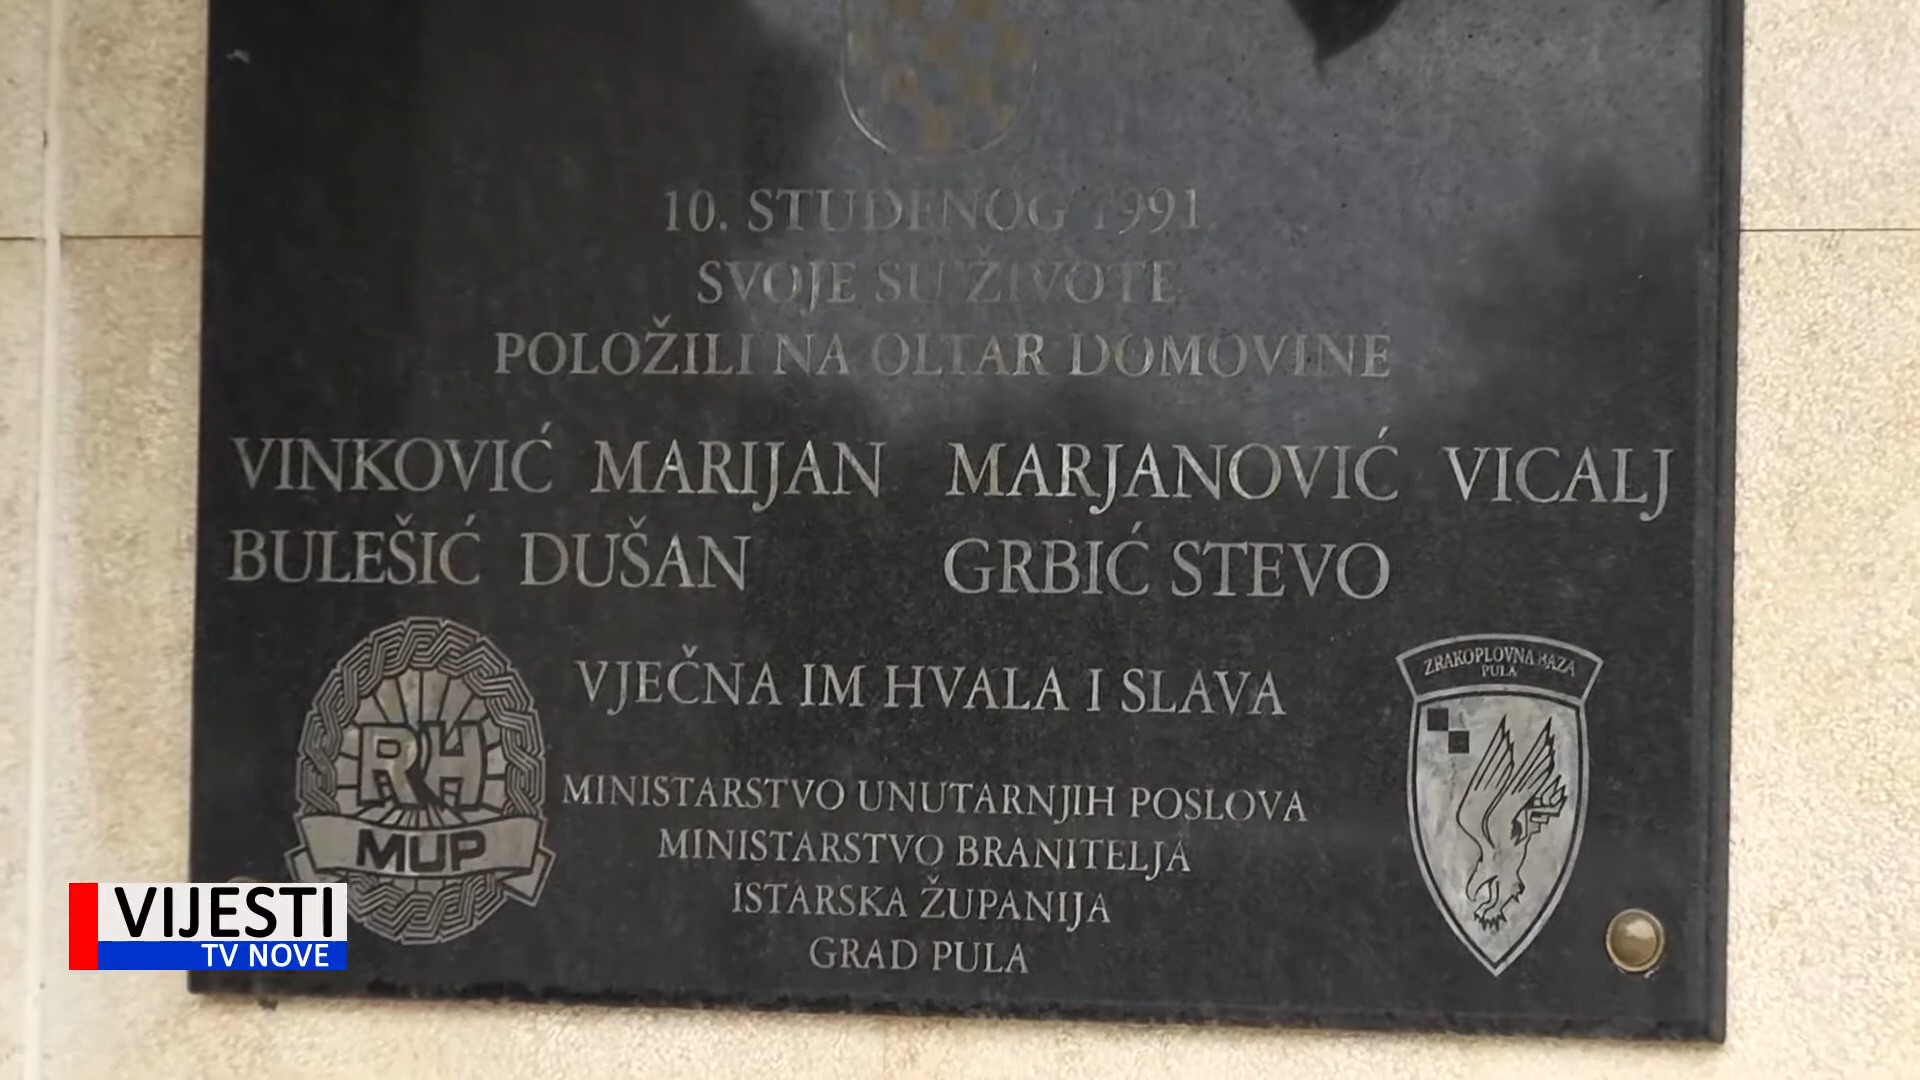 10. STUDENOG 1991.
SVOJE SU ŽIVOTE
POLOŽILI NA OLTAR DOMOVINE
VINKOVIĆ MARIJAN MARJANOVIĆ VICALJ
BULEŠIĆ DUŠAN GRBIĆ STEVO
VJEČNA IM HVALA I SLAVA
ZRAKOPLOVNA BAZA
PULA
RH
MUP
MINISTARSTVO UNUTARNJIH POSLOVA
MINISTARSTVO BRANITELJA
ISTARSKA ŽUPANIJA
GRAD PULA
VIJESTI
TV NOVE